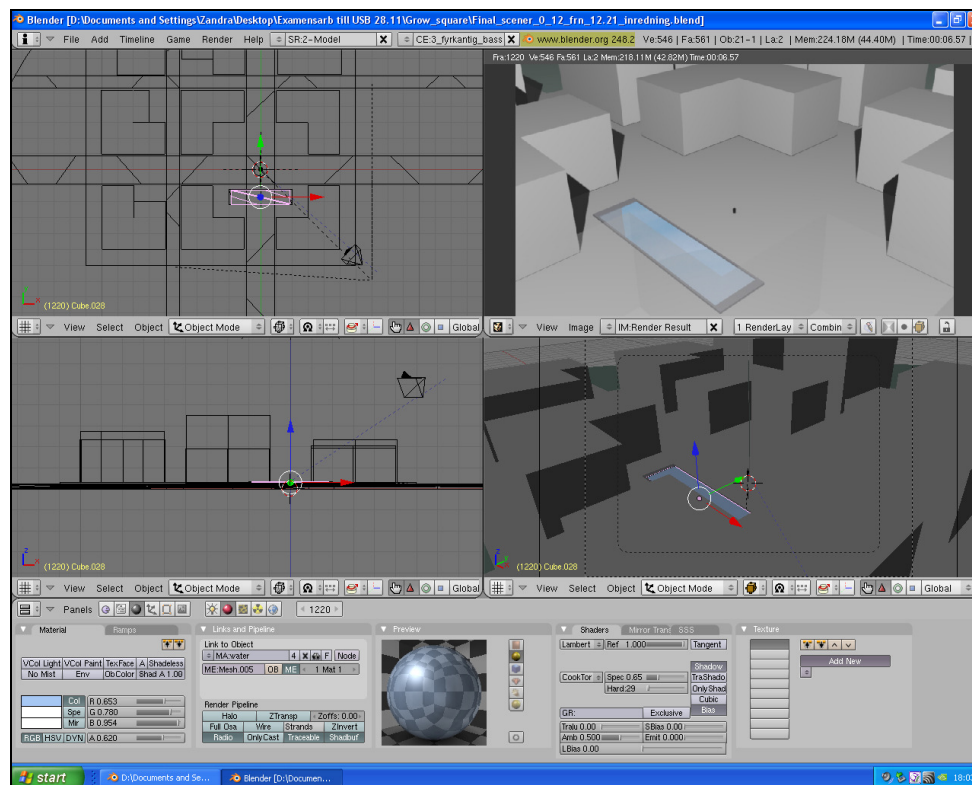 Blender [D:\Documents and Settings\Zandra\Desktop\Examensarb till USB 28.11\Grow_square\Final_scener_0_12_frn_12.21_inredning.blend]
File Add Timeline Game Render Help SR:2-Model X CE:3_fyrkantig_bass X www.blender.org 248.2 Ve:546 | Fa:561 | Ob:21-1 | La:2 | Mem:224.18M (44.40M) | Time:00:06.57 |
Fra:1220 Ve:546 Fa:561 La:2 Mem:218.11M (42.82M) Time:00:06.57
(1220) Cube.028
View Select Object Object Mode Global
View Image IM:Render Result X 1 RenderLay Combin
(1220) Cube.028
(1220) Cube.028
View Select Object Object Mode Global
View Select Object Object Mode Global
Panels 1220
Material Ramps
VCol Light VCol Paint TexFace A Shadeless
No Mist Env ObColor Shad A 1.00
Col R 0.653
Spe G 0.780
Mir B 0.954
RGB HSV DYN A 0.620
Links and Pipeline
Link to Object
MA:water 4 X F Node
ME:Mesh.005 OB ME 1 Mat 1
Render Pipeline
Halo ZTransp Zoffs: 0.00
Full Osa Wire Strands ZInvert
Radio OnlyCast Traceable Shadbuf
Preview
Shaders Mirror Tran SSS
Lambert Ref 1.000 Tangent
Shadow
CookTor Spec 0.65 TraShado
Hard:29 OnlyShad
Cubic
GR: Exclusive Bias
Tralu 0.00 SBias 0.00
Amb 0.500 Emit 0.000
LBias 0.00
Texture
Add New
start D:\Documents and Se... Blender [D:\Documen... 18:03